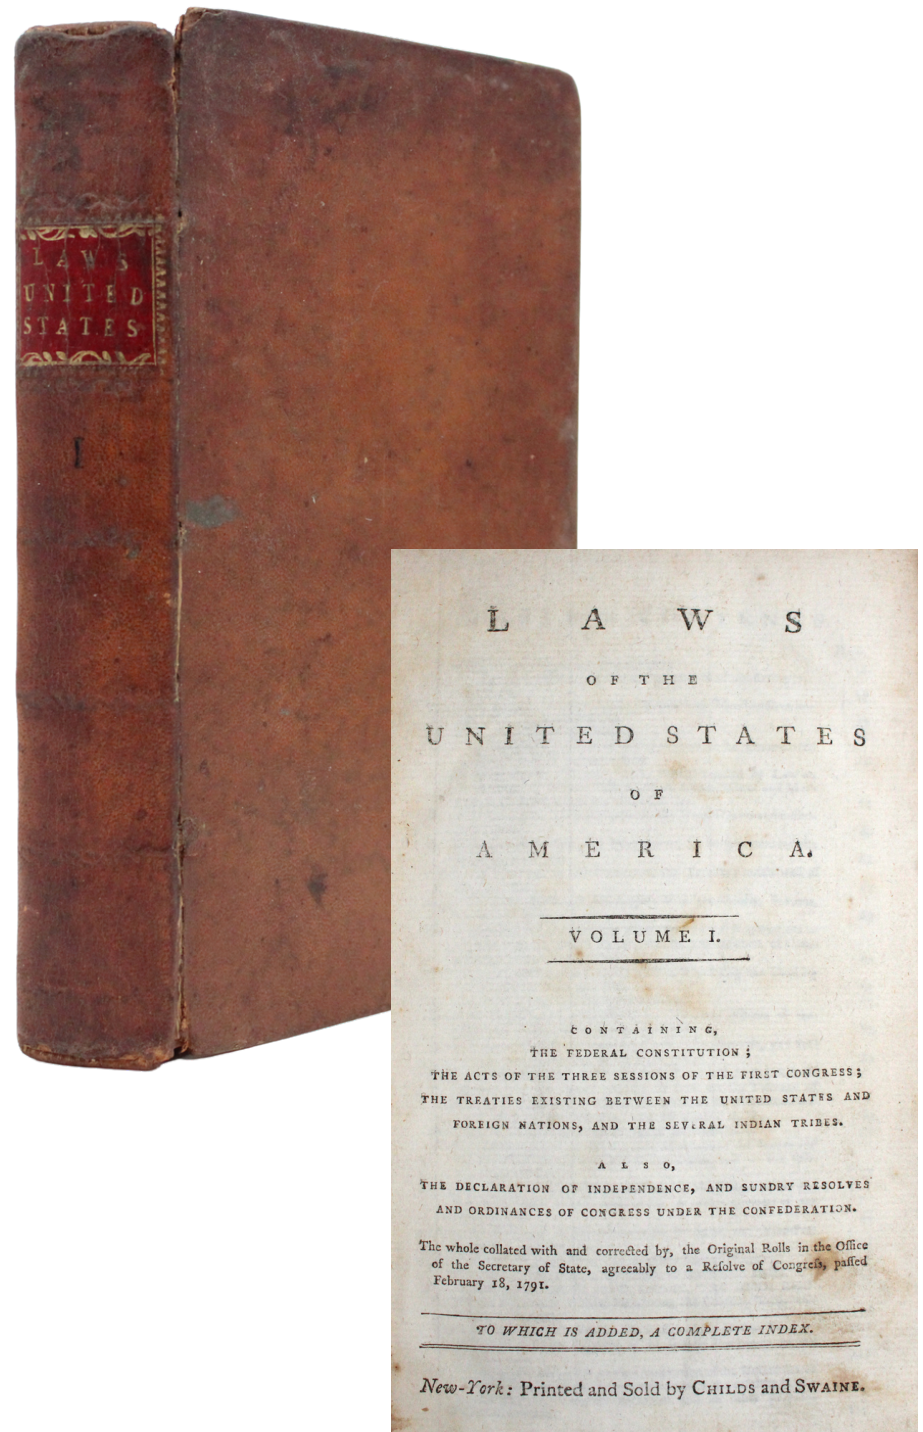 LAWS
UNITED
STATES
I
LAWS
OF THE
UNITED STATES
OF
AMERICA.
VOLUME I.
CONTAINING,
THE FEDERAL CONSTITUTION;
THE ACTS OF THE THREE SESSIONS OF THE FIRST CONGRESS;
THE TREATIES EXISTING BETWEEN THE UNITED STATES AND
FOREIGN NATIONS, AND THE SEVERAL INDIAN TRIBES.
ALSO,
THE DECLARATION OF INDEPENDENCE, AND SUNDRY RESOLVES
AND ORDINANCES OF CONGRESS UNDER THE CONFEDERATION.
The whole collated with and corrected by, the Original Rolls in the Office
of the Secretary of State, agreeably to a Reſolve of Congreſs, paſſed
February 18, 1791.
TO WHICH IS ADDED, A COMPLETE INDEX.
New-York: Printed and Sold by CHILDS and SWAINE.